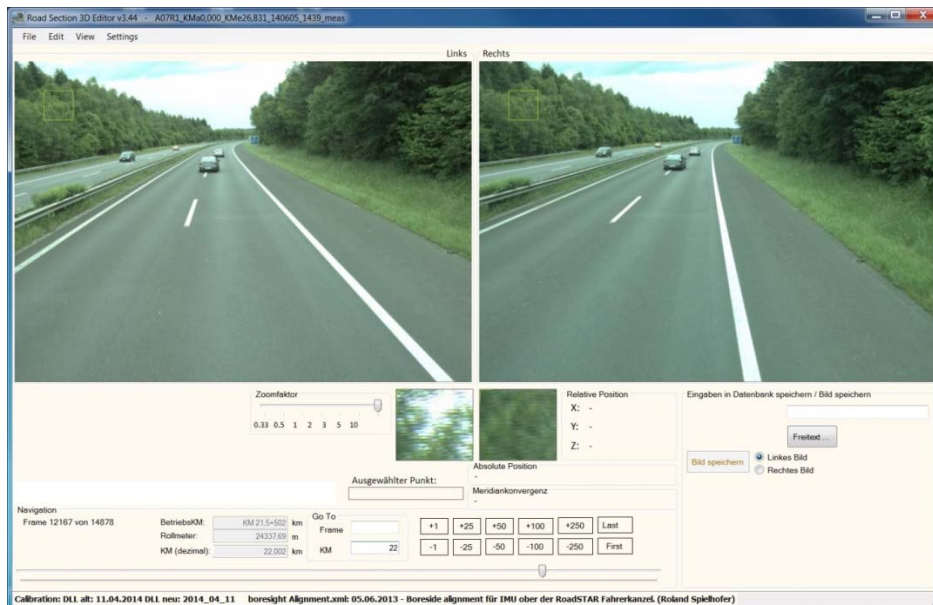 Road Section 3D Editor v3.44 - A07R1_KMa0,000_KMe26,831_140605_1439_meas
File Edit View Settings
Links Rechts
Zoomfaktor
0.33 0.5 1 2 3 5 10
Relative Position
X: -
Y: -
Z: -
Eingaben in Datenbank speichern / Bild speichern
Freitext ...
Bild speichern
Linkes Bild
Rechtes Bild
Absolute Position
-
Ausgewählter Punkt:
Meridiankonvergenz
-
Navigation
Frame 12167 von 14878
BetriebsKM: KM 21,5+502 km
Rollmeter: 24337,69 m
KM (dezimal): 22,002 km
Go To
Frame
KM 22
+1 +25 +50 +100 +250 Last
-1 -25 -50 -100 -250 First
Calibration: DLL alt: 11.04.2014 DLL neu: 2014_04_11 boresight Alignment.xml: 05.06.2013 - Boreside alignment für IMU ober der RoadSTAR Fahrerkanzel. (Roland Spielhofer)